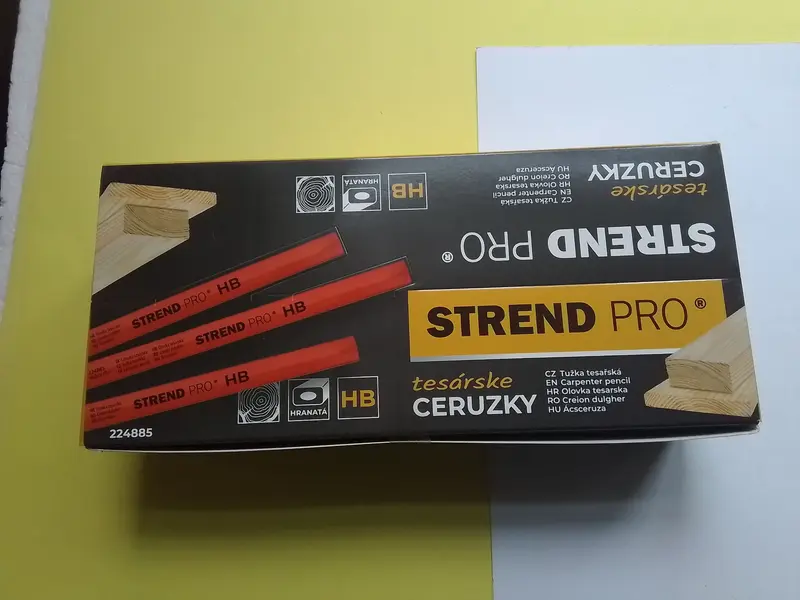 HB
HRANATÁ
CZ Tužka tesařská
EN Carpenter pencil
HR Olovka tesarska
RO Creion dulgher
HU Ácsceruza
tesárske
CERUZKY
STREND PRO®
STREND PRO® HB
STREND PRO® HB
STREND PRO® HB
STREND PRO®
tesárske
CERUZKY
CZ Tužka tesařská
EN Carpenter pencil
HR Olovka tesarska
RO Creion dulgher
HU Ácsceruza
HRANATÁ
HB
224885